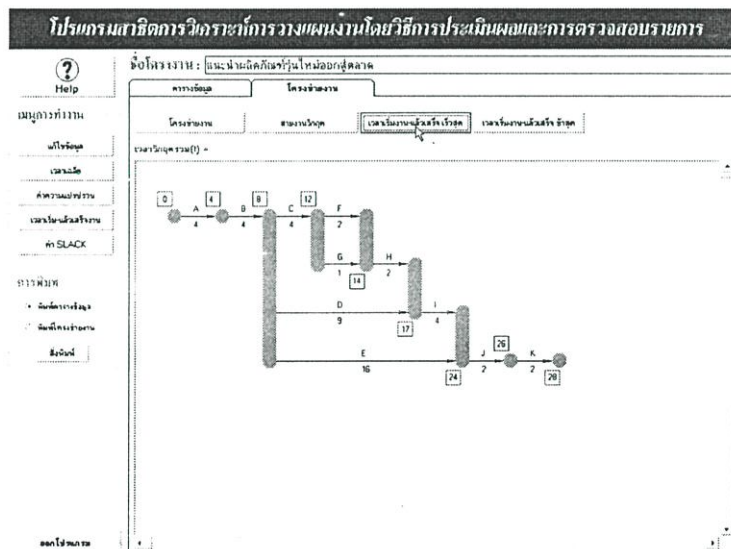 โปรแกรมสาธิตการวิเคราะห์การวางแผนงานโดยวิธีการประเมินผลและการตรวจสอบรายการ
? Help
ชื่อโครงงาน : แนะนำผลิตภัณฑ์รุ่นใหม่ออกสู่ตลาด
ตารางข้อมูล โครงข่ายงาน
เมนูการทำงาน
โครงข่ายงาน สายงานวิกฤต เวลาเริ่มงาน-แล้วเสร็จ เร็วสุด เวลาเริ่มงาน-แล้วเสร็จ ช้าสุด
แก้ไขข้อมูล
เวลาวิกฤตรวม(t) =
เวลาเฉลี่ย
ค่าความแปรปรวน
เวลาเริ่ม-แล้วเสร็จงาน
ค่า SLACK
การพิมพ์
พิมพ์ตารางข้อมูล
พิมพ์โครงข่ายงาน
สั่งพิมพ์
0 4 8 12
A B C F
4 4 4 2
G H
1 14 2
D I
9 17 4
E J 26 K
16 24 2 2 28
ออกโปรแกรม